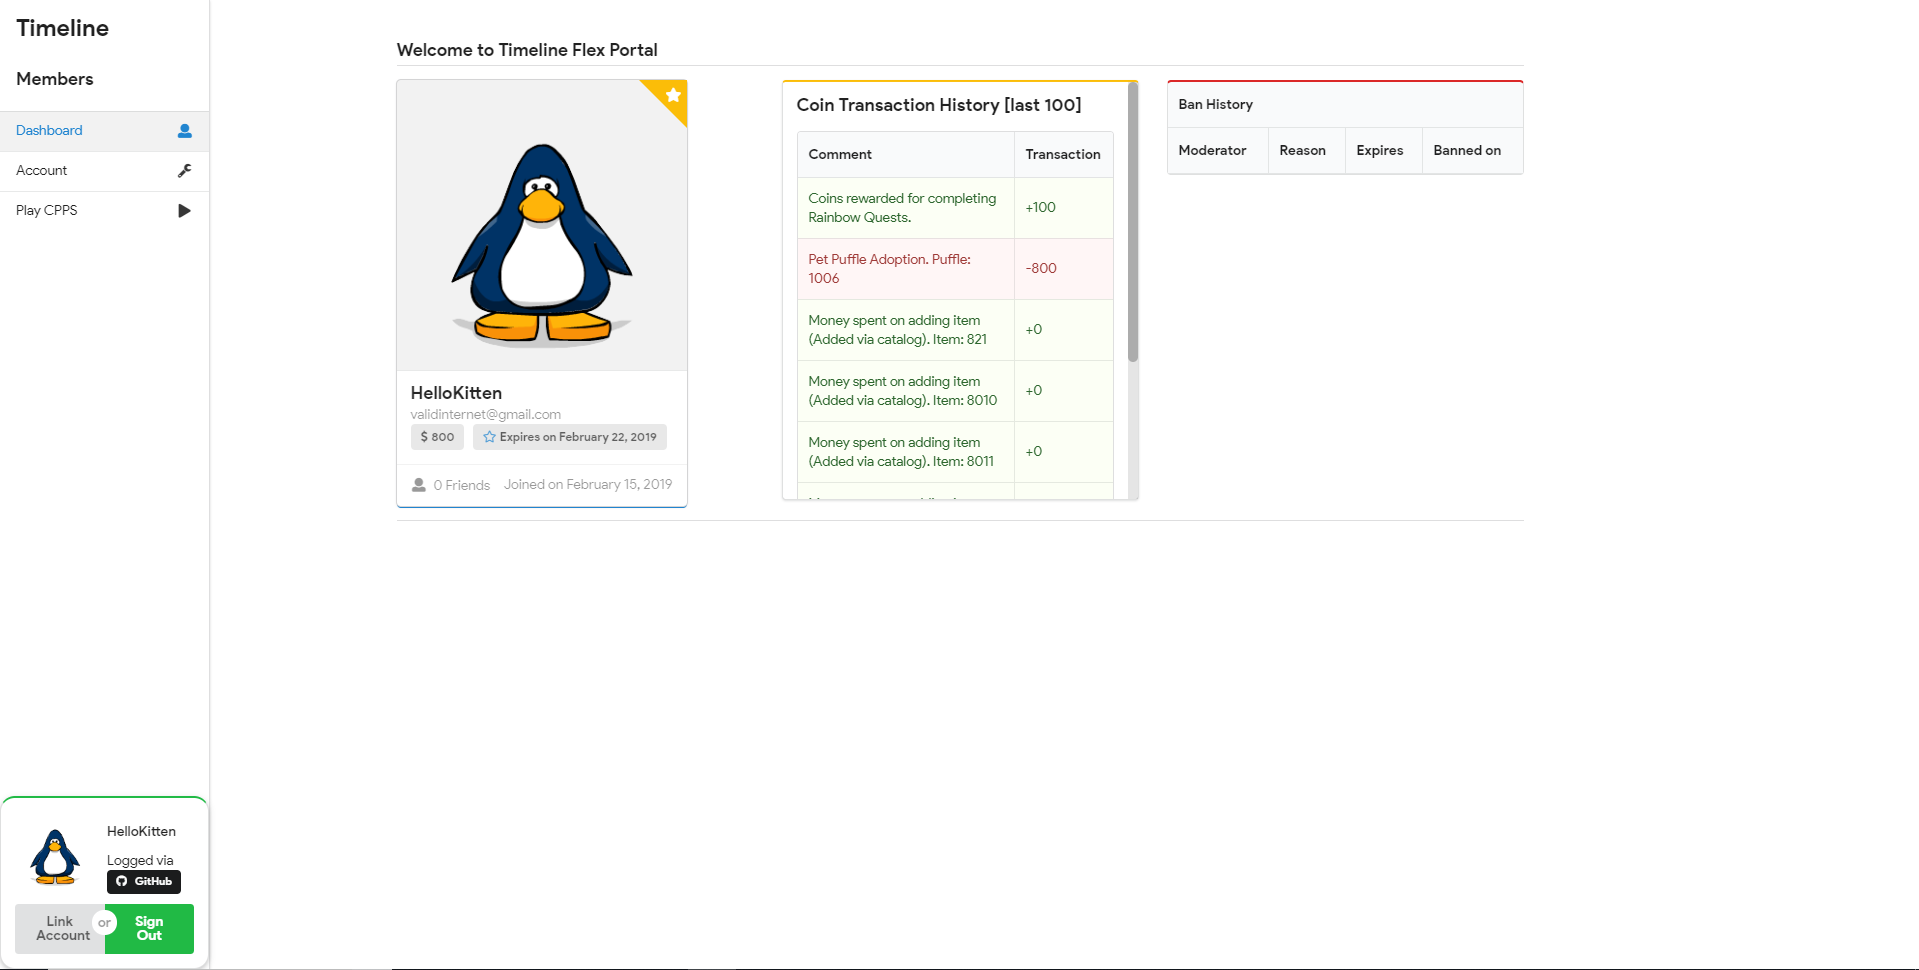 Timeline
Members
Dashboard
Account
Play CPPS
Welcome to Timeline Flex Portal
HelloKitten
validinternet@gmail.com
$ 800
Expires on February 22, 2019
0 Friends
Joined on February 15, 2019
Coin Transaction History [last 100]
Comment Transaction
Coins rewarded for completing
Rainbow Quests.
+100
Pet Puffle Adoption. Puffle:
1006
-800
Money spent on adding item
(Added via catalog). Item: 821
+0
Money spent on adding item
(Added via catalog). Item: 8010
+0
Money spent on adding item
(Added via catalog). Item: 8011
+0
Ban History
Moderator Reason Expires Banned on
HelloKitten
Logged via
GitHub
Link
Account
or
Sign
Out